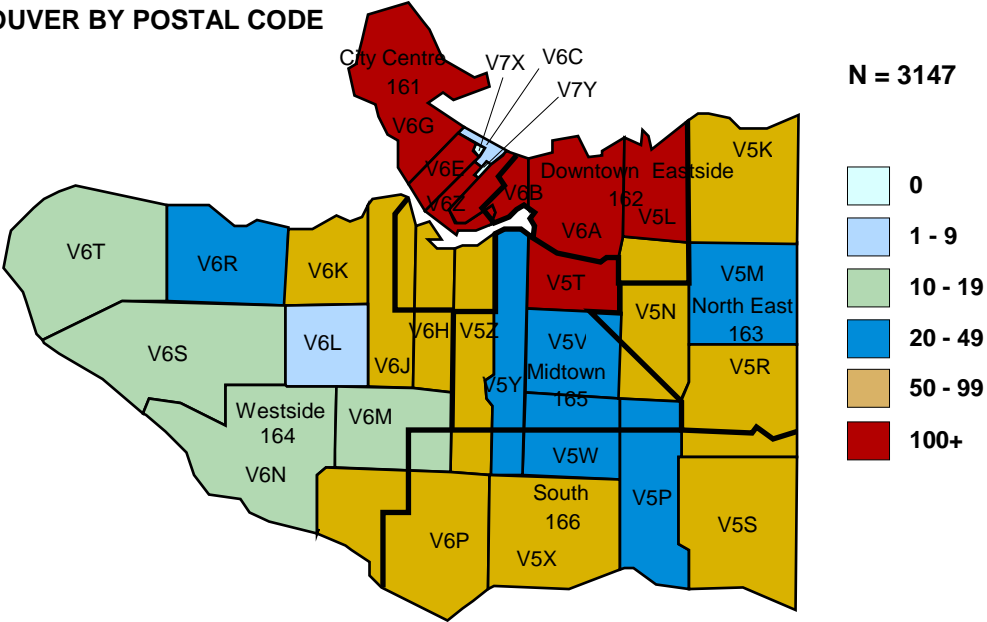 OUVER BY POSTAL CODE
City Centre
161
V7X
V6C
V7Y
N = 3147
V6G
V6E
V6Z
V6B
Downtown Eastside
162
V6A
V5L
V5K
0
1 - 9
10 - 19
20 - 49
50 - 99
100+
V6T
V6R
V6K
V5T
V5M
North East
163
V5N
V6S
V6L
V6J
V6H
V5Z
V5Y
V5V
Midtown
165
V5R
Westside
164
V6M
V6N
V5W
South
166
V5P
V5S
V6P
V5X